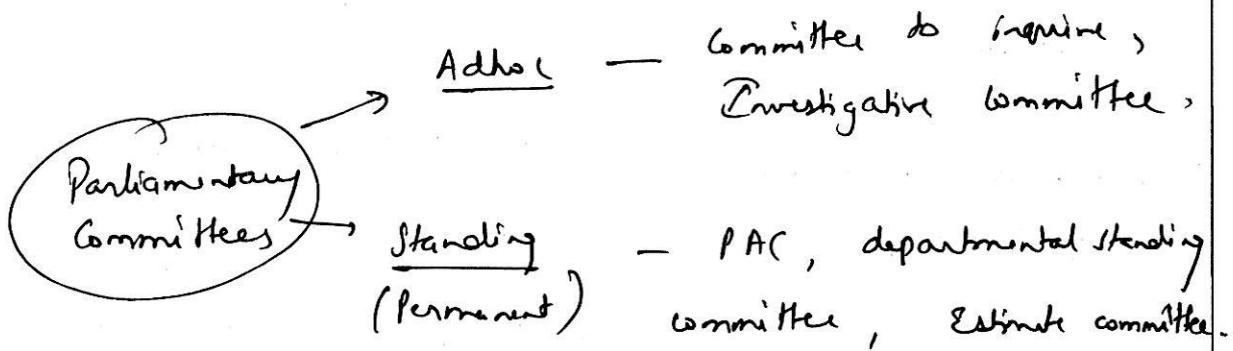 Adhoc — Committee to inquire,
Investigative committee.
Parliamentary
Committees
Standing - PAC, departmental standing
(Permanent) committee, Estimate committee.